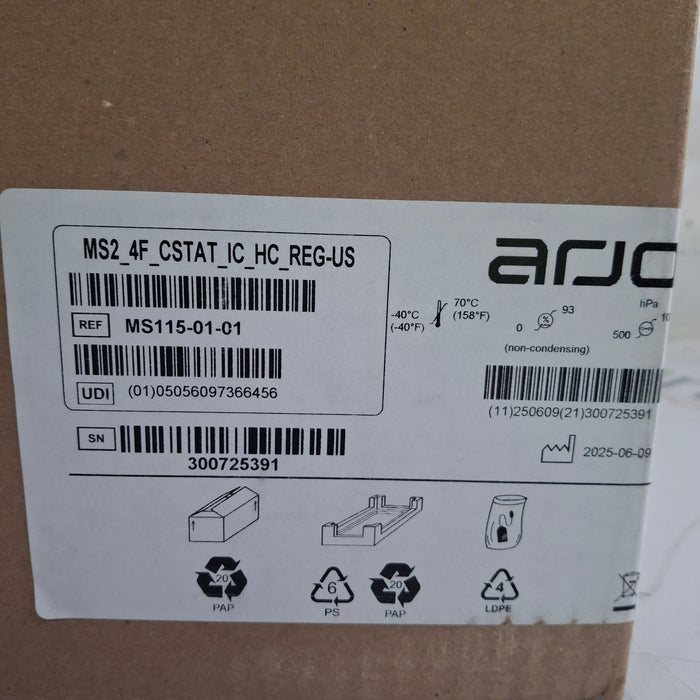 MS2_4F_CSTAT_IC_HC_REG-US
REF MS115-01-01
UDI (01)05056097366456
SN
300725391
arjo
-40°C
(-40°F)
70°C
(158°F)
0 % 93
(non-condensing)
hPa
500
(11)250609(21)300725391
2025-06-09
20
PAP
6
PS
20
PAP
4
LDPE